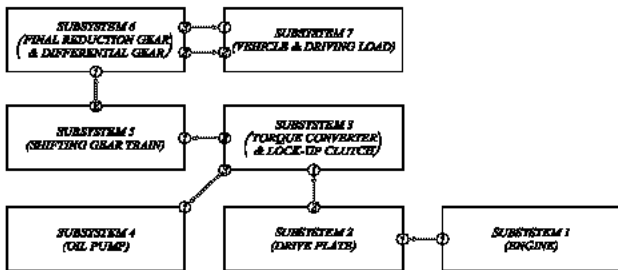 SUBSYSTEM 6
(FINAL REDUCTION GEAR
& DIFFERENTIAL GEAR)
SUBSYSTEM 7
(VEHICLE & DRIVING LOAD)
SUBSYSTEM 5
(SHIFTING GEAR TRAIN)
SUBSYSTEM 3
(TORQUE CONVERTER
& LOCK-UP CLUTCH)
SUBSYSTEM 4
(OIL PUMP)
SUBSYSTEM 2
(DRIVE PLATE)
SUBSYSTEM 1
(ENGINE)